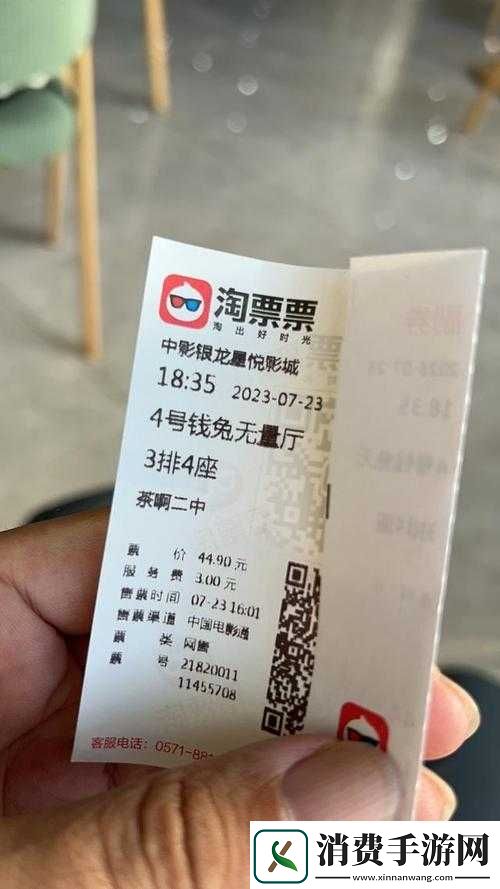 淘票票
淘出好时光
中影银龙星悦影城
18:35 2023-07-23
4号钱兔无量厅
3排4座
茶啊二中
票 价 44.90 元
服 务 费 3.00 元
售票时间 07-23 16:01
售票渠道 中国电影通
票 类 网售
票 号 21820011
11455708
客服电话：0571-881
消费手游网
www.xinnanwang.com